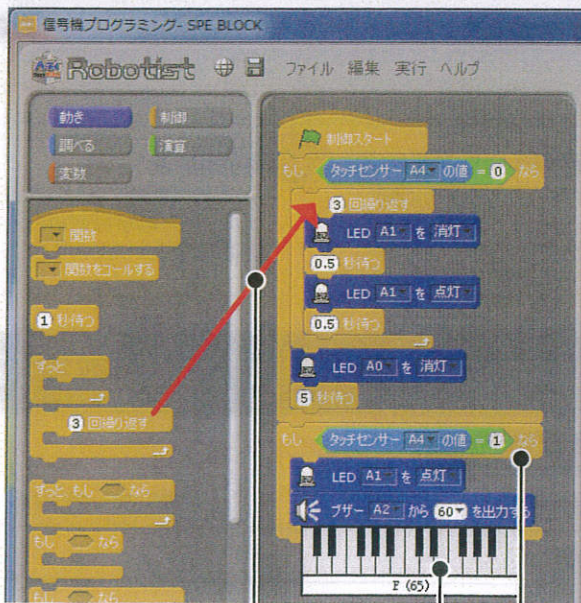 信号機プログラミング- SPE BLOCK
ArTec Robotist
ファイル 編集 実行 ヘルプ
動き
制御
調べる
演算
変数
関数
関数をコールする
1 秒待つ
ずっと
3 回繰り返す
ずっと、もし なら
もし なら
もし なら
制御スタート
もし タッチセンサー A4 の値 = 0 なら
3 回繰り返す
LED A1 を 消灯
0.5 秒待つ
LED A1 を 点灯
0.5 秒待つ
LED A0 を 消灯
5 秒待つ
もし タッチセンサー A4 の値 = 1 なら
LED A1 を 点灯
ブザー A2 から 60 を出力する
F (65)